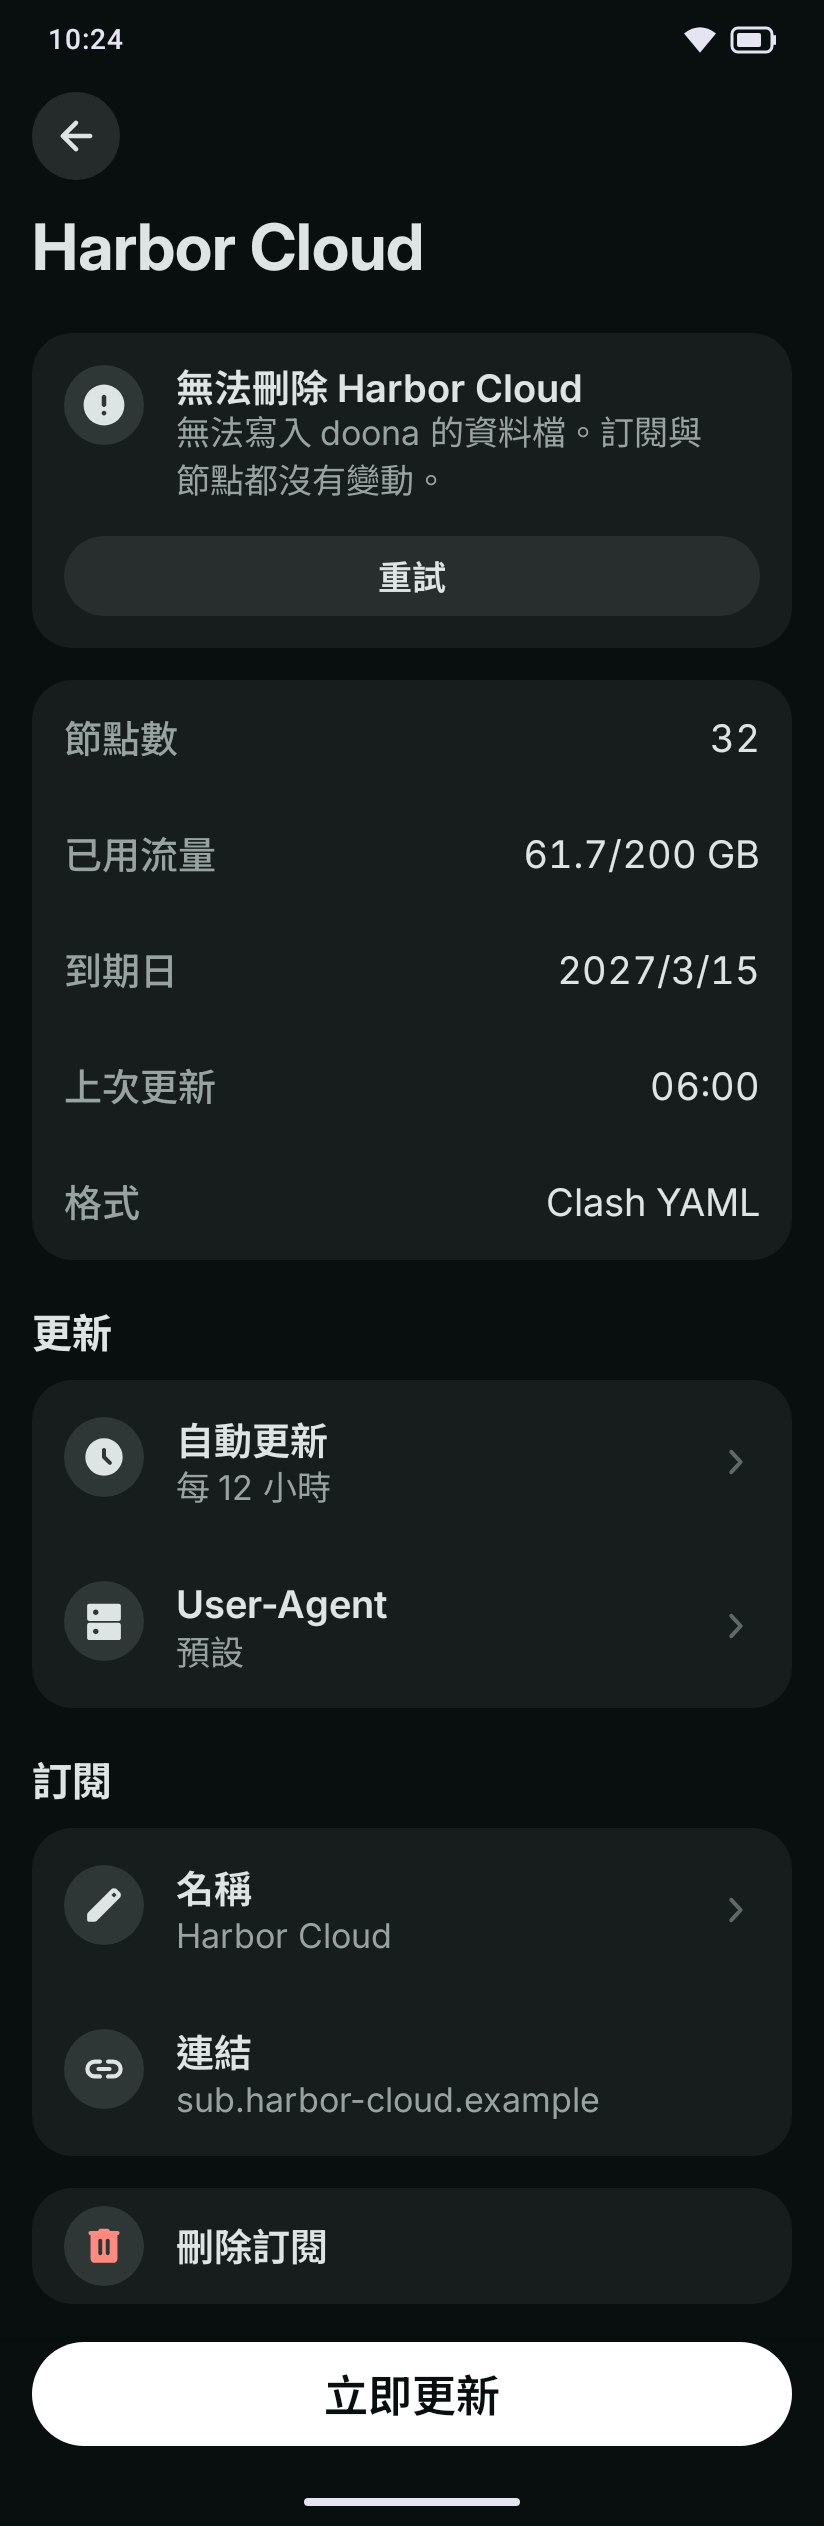 10:24
Harbor Cloud
無法刪除 Harbor Cloud
無法寫入 doona 的資料檔。訂閱與
節點都沒有變動。
重試
節點數 32
已用流量 61.7/200 GB
到期日 2027/3/15
上次更新 06:00
格式 Clash YAML
更新
自動更新
每 12 小時
User-Agent
預設
訂閱
名稱
Harbor Cloud
連結
sub.harbor-cloud.example
刪除訂閱
立即更新